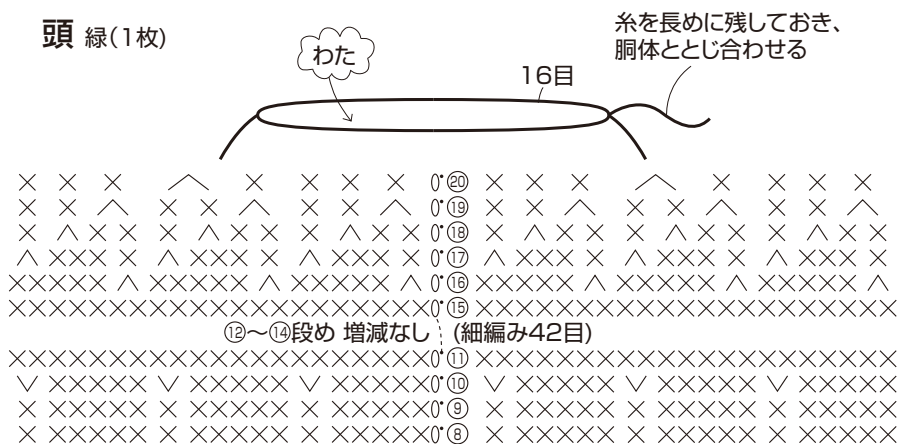 頭 緑(1枚)
糸を長めに残しておき、
胴体ととじ合わせる
わた
16目
⑳
⑲
⑱
⑰
⑯
⑮
⑫〜⑭段め 増減なし (細編み42目)
⑪
⑩
⑨
⑧